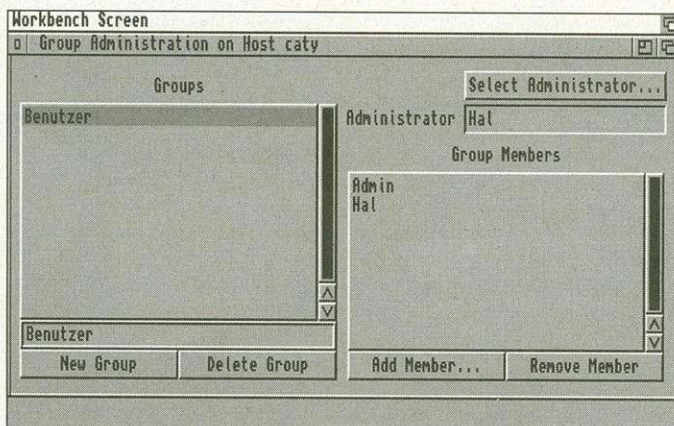 Workbench Screen
Group Administration on Host caty
Groups
Select Administrator...
Benutzer
Administrator
Hal
Group Members
Admin
Hal
Benutzer
New Group
Delete Group
Add Member...
Remove Member